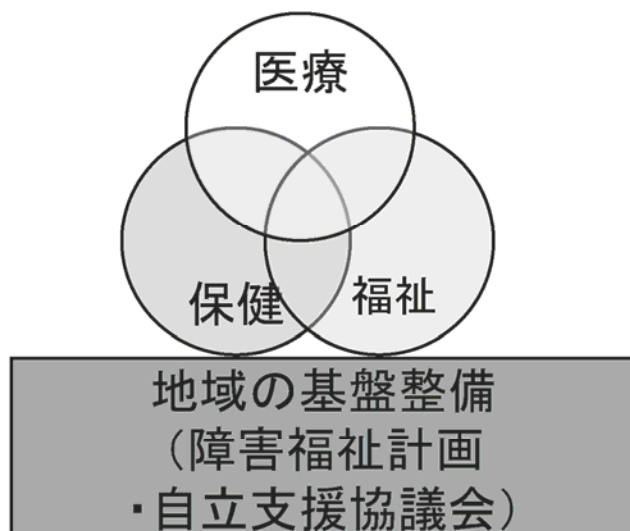 医療
保健
福祉
地域の基盤整備
（障害福祉計画
・自立支援協議会）